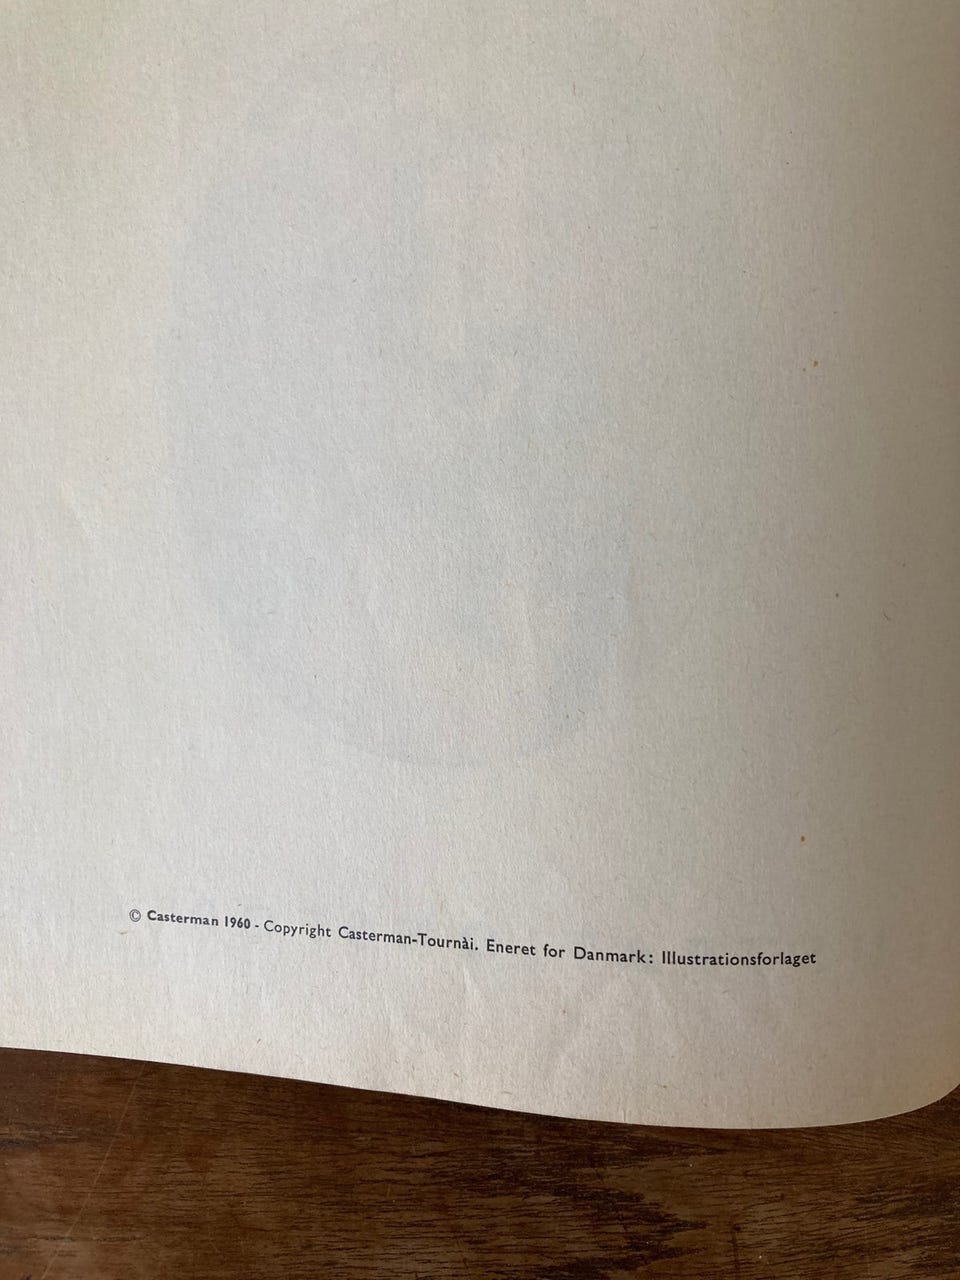 © Casterman 1960 - Copyright Casterman-Tournài. Eneret for Danmark: Illustrationsforlaget